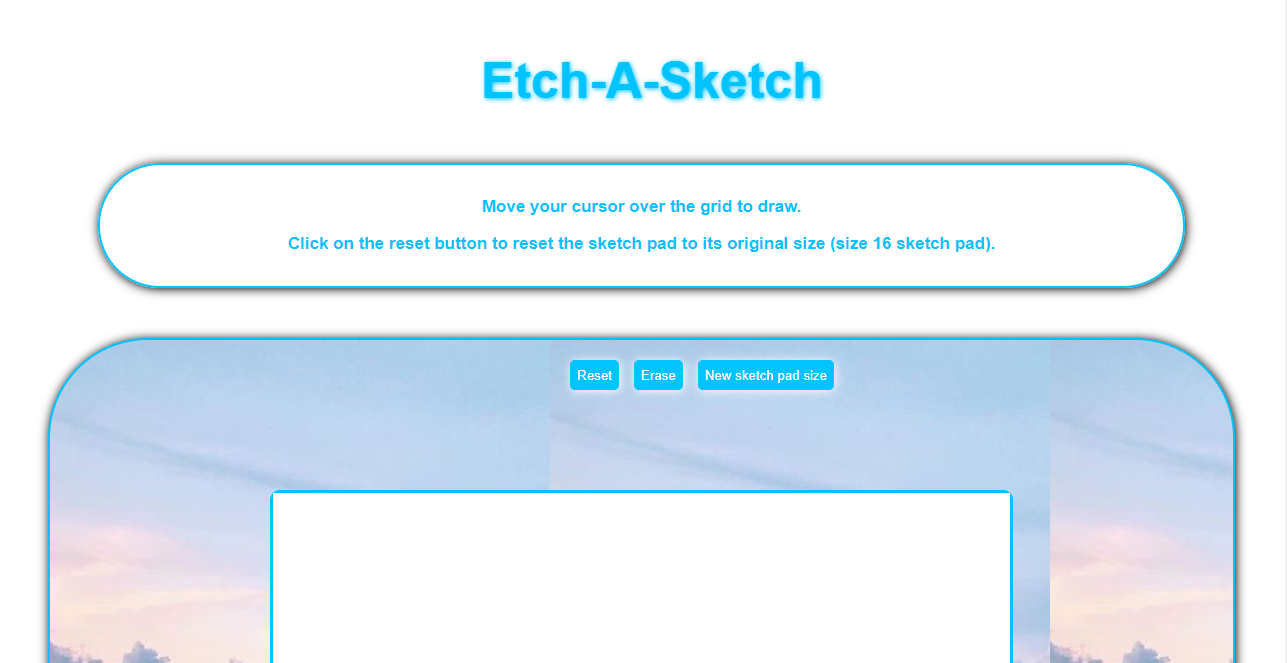 Etch-A-Sketch
Move your cursor over the grid to draw.
Click on the reset button to reset the sketch pad to its original size (size 16 sketch pad).
Reset Erase New sketch pad size